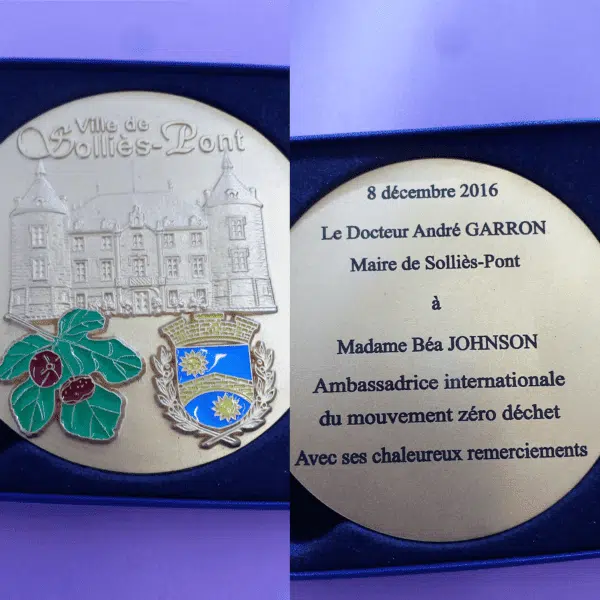 Ville de
Solliès-Pont
8 décembre 2016
Le Docteur André GARRON
Maire de Solliès-Pont
à
Madame Béa JOHNSON
Ambassadrice internationale
du mouvement zéro déchet
Avec ses chaleureux remerciements